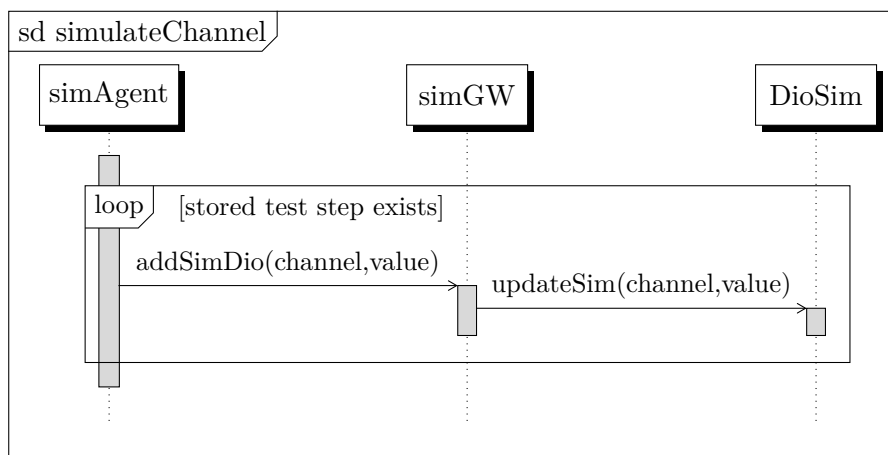 sd simulateChannel
simAgent
simGW
DioSim
loop
[stored test step exists]
addSimDio(channel,value)
updateSim(channel,value)